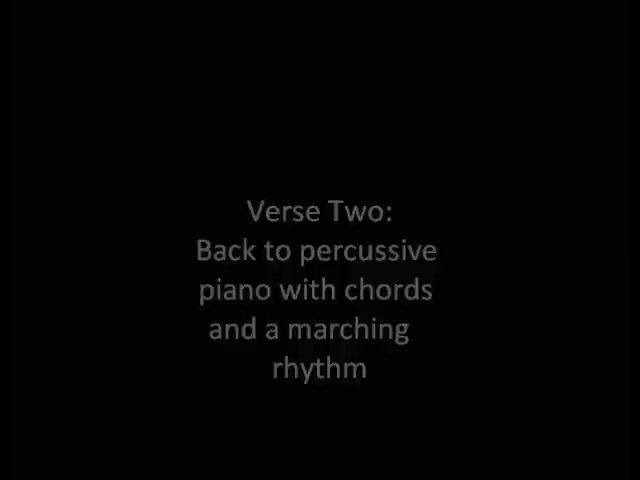 Verse Two:
Back to percussive
piano with chords
and a marching
rhythm